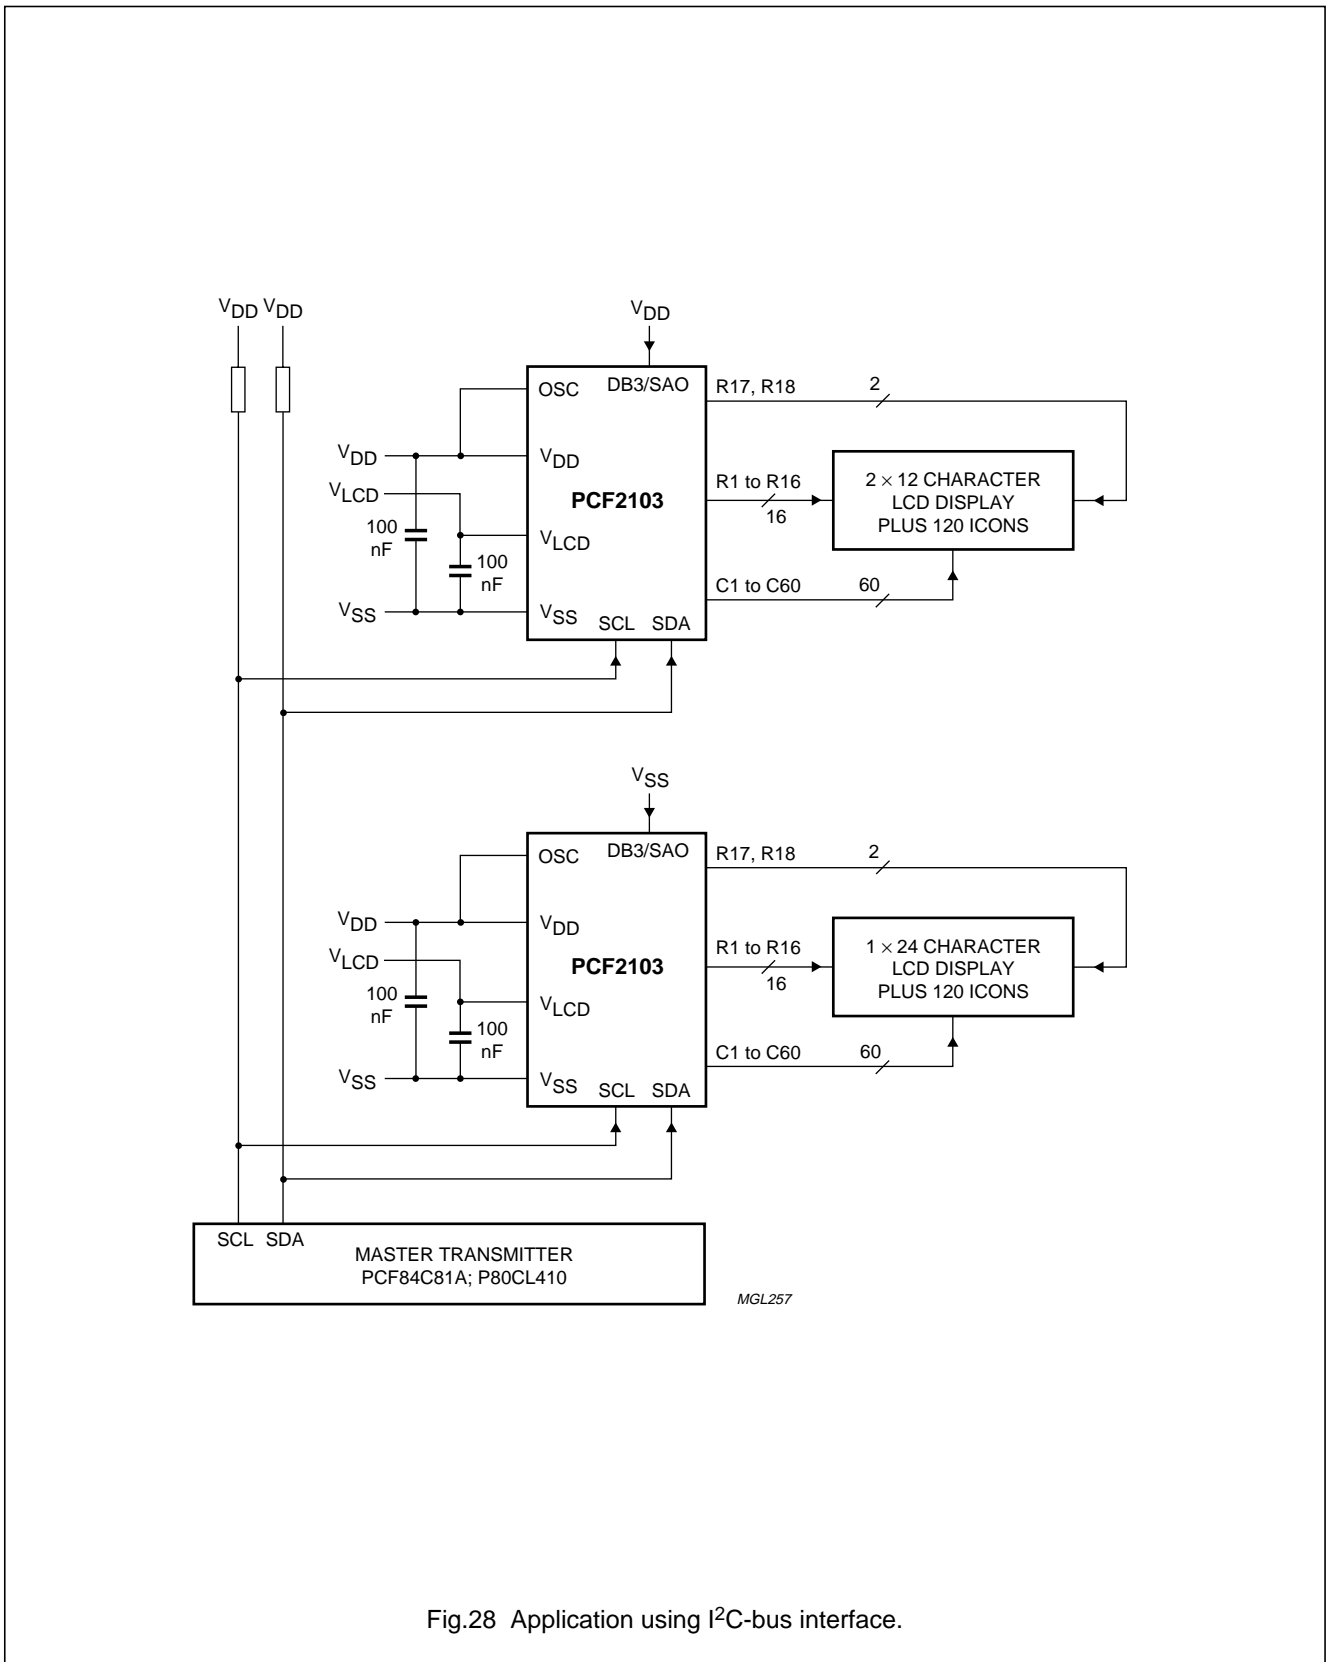 VDD VDD
VDD
OSC
DB3/SAO
R17, R18
2
VDD
VDD
VLCD
PCF2103
R1 to R16
16
2 × 12 CHARACTER
LCD DISPLAY
PLUS 120 ICONS
100
nF
VLCD
100
nF
C1 to C60
60
VSS
VSS
SCL SDA
VSS
OSC
DB3/SAO
R17, R18
2
VDD
VDD
VLCD
PCF2103
R1 to R16
16
1 × 24 CHARACTER
LCD DISPLAY
PLUS 120 ICONS
100
nF
VLCD
100
nF
C1 to C60
60
VSS
VSS
SCL SDA
SCL SDA
MASTER TRANSMITTER
PCF84C81A; P80CL410
MGL257
Fig.28 Application using I²C-bus interface.